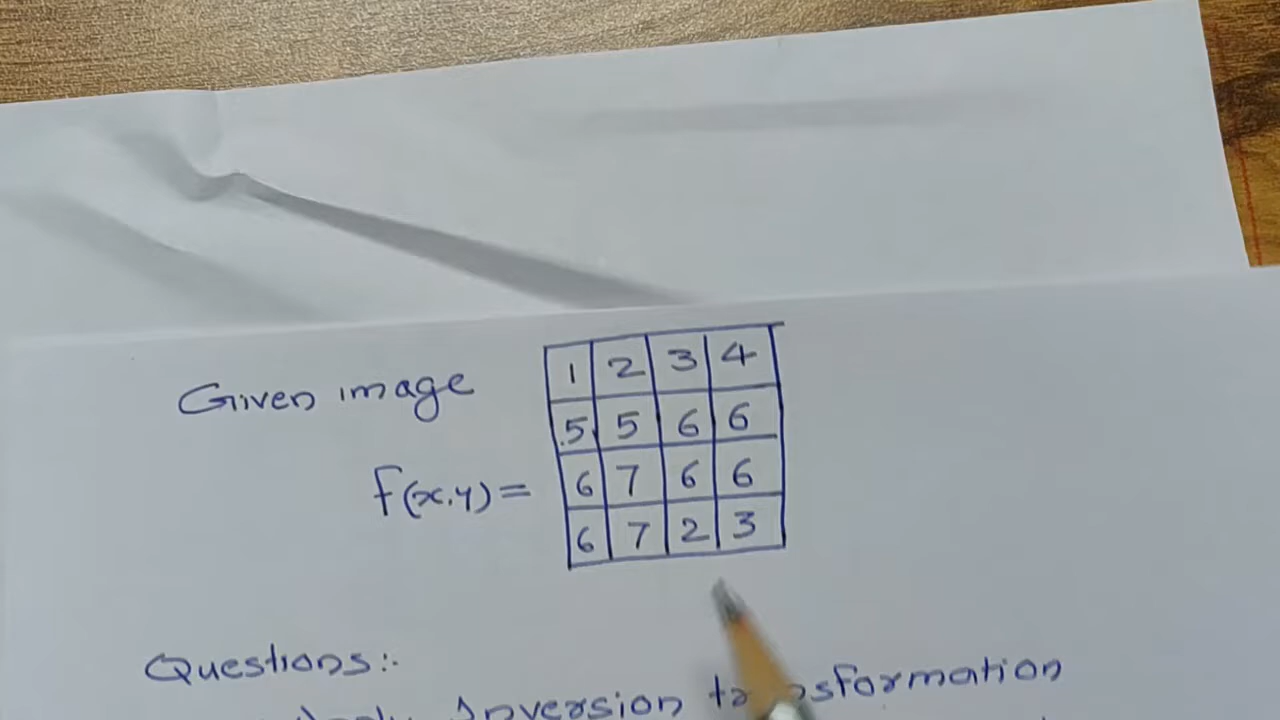 Given image
f(x,y) =
1 2 3 4
5 5 6 6
6 7 6 6
6 7 2 3
Questions:-
Inversion transformation